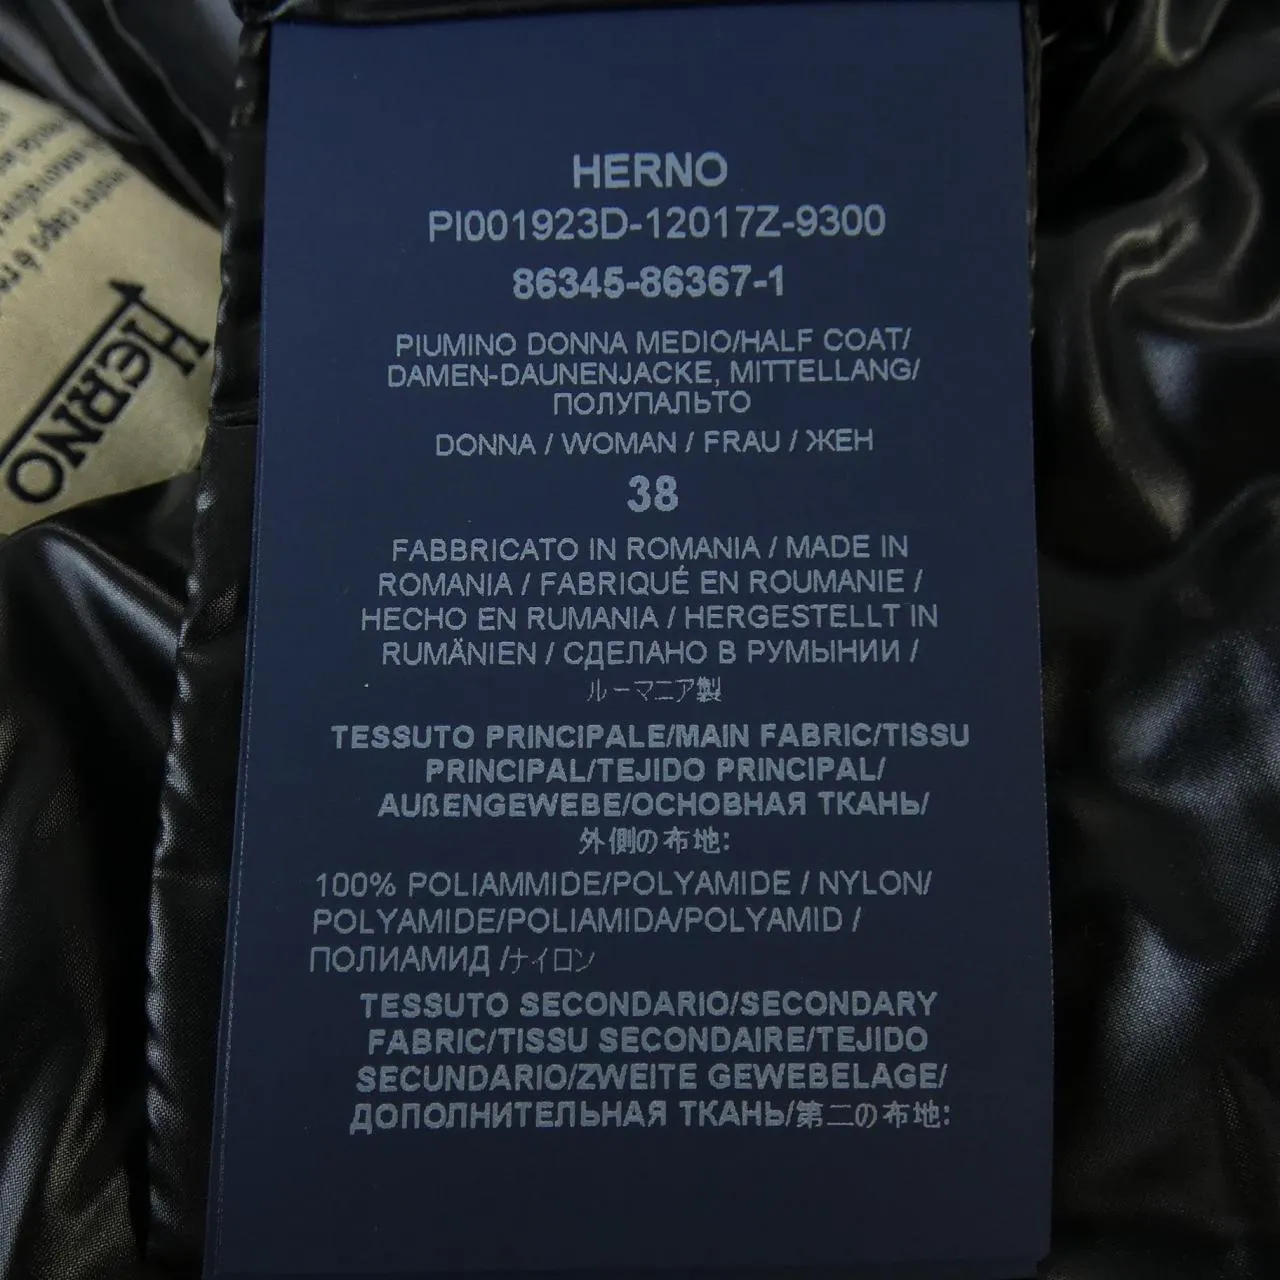 HERNO
PI001923D-12017Z-9300
86345-86367-1
PIUMINO DONNA MEDIO/HALF COAT/
DAMEN-DAUNENJACKE, MITTELLANG/
ПОЛУПАЛЬТО
DONNA / WOMAN / FRAU / ЖЕН
38
FABBRICATO IN ROMANIA / MADE IN
ROMANIA / FABRIQUÉ EN ROUMANIE /
HECHO EN RUMANIA / HERGESTELLT IN
RUMÄNIEN / СДЕЛАНО В РУМЫНИИ /
ルーマニア製
TESSUTO PRINCIPALE/MAIN FABRIC/TISSU
PRINCIPAL/TEJIDO PRINCIPAL/
AUßENGEWEBE/ОСНОВНАЯ ТКАНЬ/
外側の布地:
100% POLIAMMIDE/POLYAMIDE / NYLON/
POLYAMIDE/POLIAMIDA/POLYAMID /
ПОЛИАМИД /ナイロン
TESSUTO SECONDARIO/SECONDARY
FABRIC/TISSU SECONDAIRE/TEJIDO
SECUNDARIO/ZWEITE GEWEBELAGE/
ДОПОЛНИТЕЛЬНАЯ ТКАНЬ/第二の布地:
HERNO